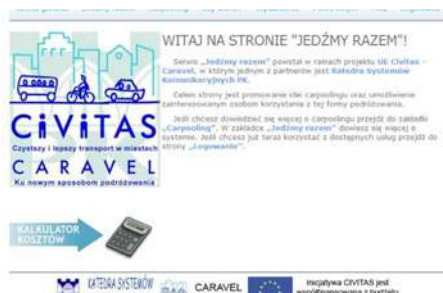 WITAJ NA STRONIE "JEDŹMY RAZEM"!
Serwis „Jedźmy razem” powstał w ramach projektu UE Civitas -
Caravel, w którym jednym z partnerów jest Katedra Systemów
Komunikacyjnych PK.
Celem strony jest promowanie idei carpoolingu oraz umożliwienie
zainteresowanym osobom korzystania z tej formy podróżowania.
Jeśli chcesz dowiedzieć się więcej o carpoolingu przejdź do zakładki
„Carpooling”. W zakładce „Jedźmy razem” dowiesz się więcej o
systemie. Jeśli chcesz już teraz korzystać z dostępnych usług przejdź do
strony „Logowanie”.
CiViTAS
Czystszy i lepszy transport w miastach
CARAVEL
Ku nowym sposobom podróżowania
KALKULATOR
KOSZTÓW
KATEDRA SYSTEMÓW
CARAVEL
Inicjatywa CIVITAS jest
współfinansowana z budżetu